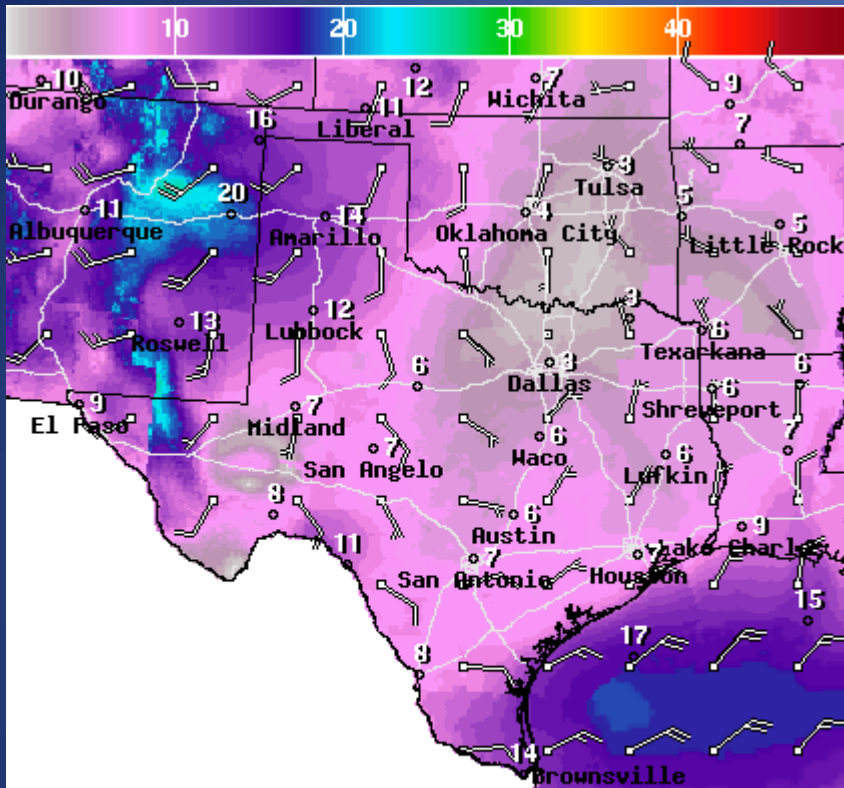 10 20 30 40
10 12 7 9
Durango Wichita
11
Liberal
16 7
3
Tulsa
11 20 14 4 5 5
Albuquerque Amarillo Oklahoma City Little Rock
13 12 3
Roswell Lubbock 6
Texarkana
6 3
Dallas 6 6
9 7 Shreveport
El Paso Midland
7 6 6 7
San Angelo Waco Lufkin
8 6 9
Austin
11 7 7 Lake Charles
San Antonio Houston
15
8 17
14
Brownsville